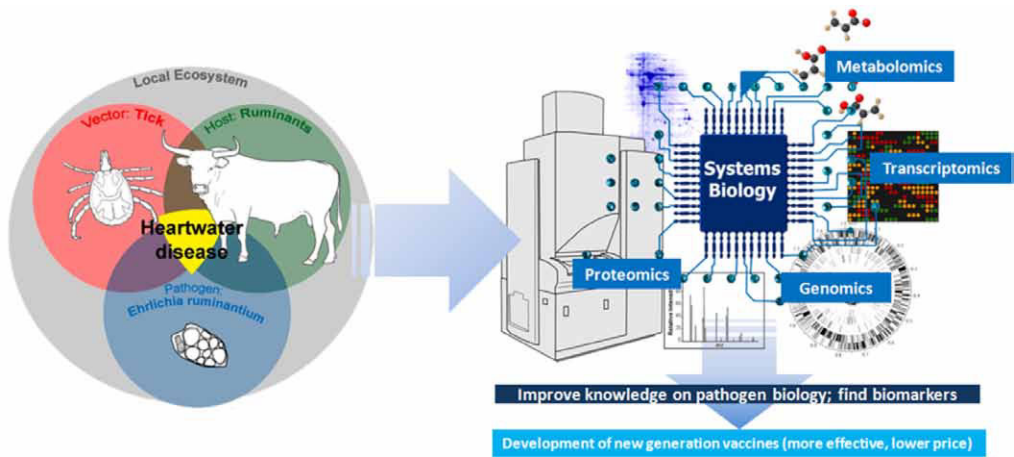 Local Ecosystem
Vector: Tick
Host: Ruminants
Heartwater
disease
Pathogen:
Ehrlichia ruminantium
Metabolomics
Systems
Biology
Transcriptomics
Proteomics
Genomics
Improve knowledge on pathogen biology; find biomarkers
Development of new generation vaccines (more effective, lower price)